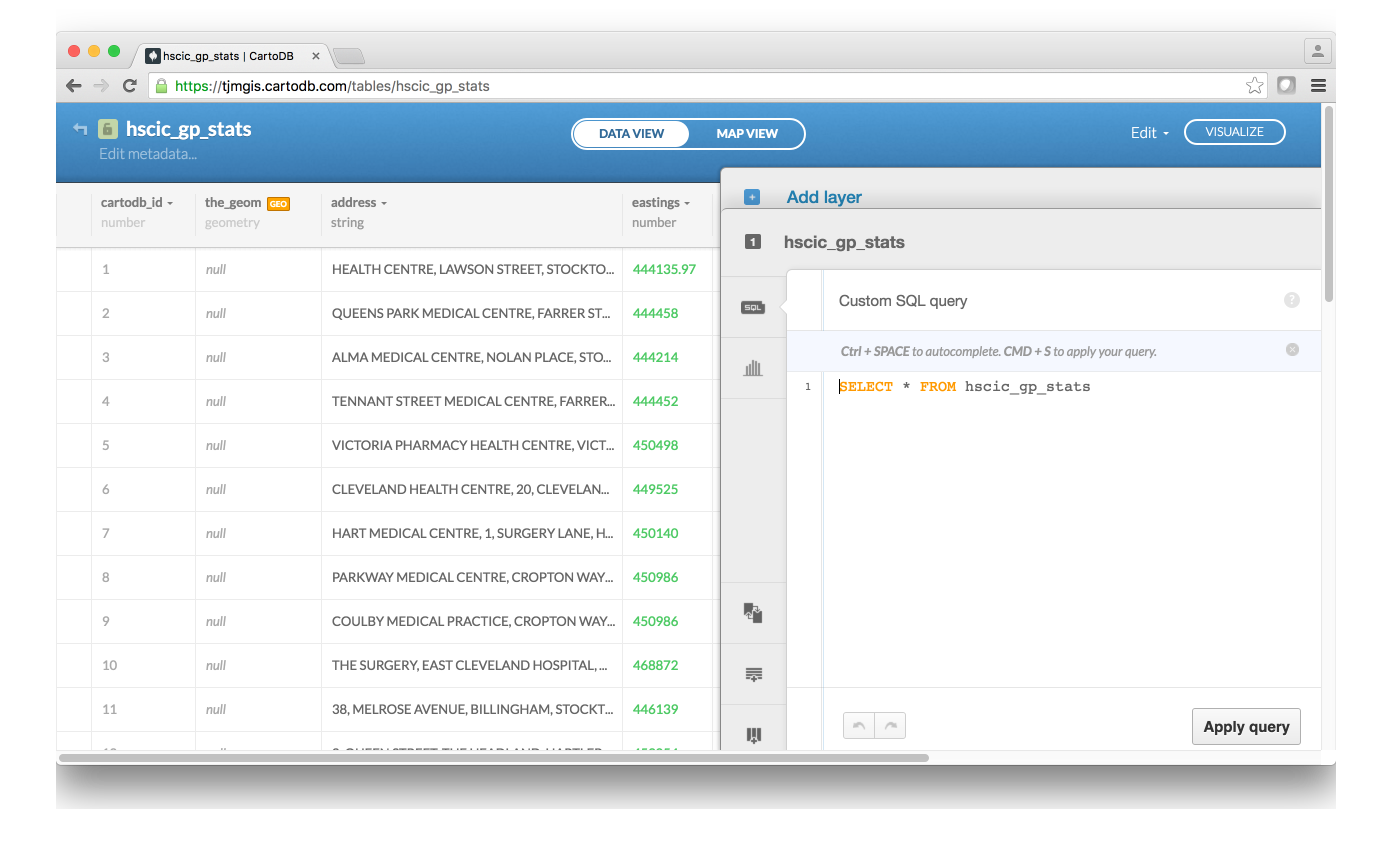 hscic_gp_stats | CartoDB
https://tjmgis.cartodb.com/tables/hscic_gp_stats
hscic_gp_stats
Edit metadata...
DATA VIEW
MAP VIEW
Edit
VISUALIZE
cartodb_id the_geom GEO address eastings
number geometry string number
1 null HEALTH CENTRE, LAWSON STREET, STOCKTO... 444135.97
2 null QUEENS PARK MEDICAL CENTRE, FARRER ST... 444458
3 null ALMA MEDICAL CENTRE, NOLAN PLACE, STO... 444214
4 null TENNANT STREET MEDICAL CENTRE, FARRER... 444452
5 null VICTORIA PHARMACY HEALTH CENTRE, VICT... 450498
6 null CLEVELAND HEALTH CENTRE, 20, CLEVELAN... 449525
7 null HART MEDICAL CENTRE, 1, SURGERY LANE, H... 450140
8 null PARKWAY MEDICAL CENTRE, CROPTON WAY... 450986
9 null COULBY MEDICAL PRACTICE, CROPTON WAY... 450986
10 null THE SURGERY, EAST CLEVELAND HOSPITAL, ... 468872
11 null 38, MELROSE AVENUE, BILLINGHAM, STOCKT... 446139
Add layer
1 hscic_gp_stats
SQL
Custom SQL query
?
Ctrl + SPACE to autocomplete. CMD + S to apply your query.
1 SELECT * FROM hscic_gp_stats
Apply query